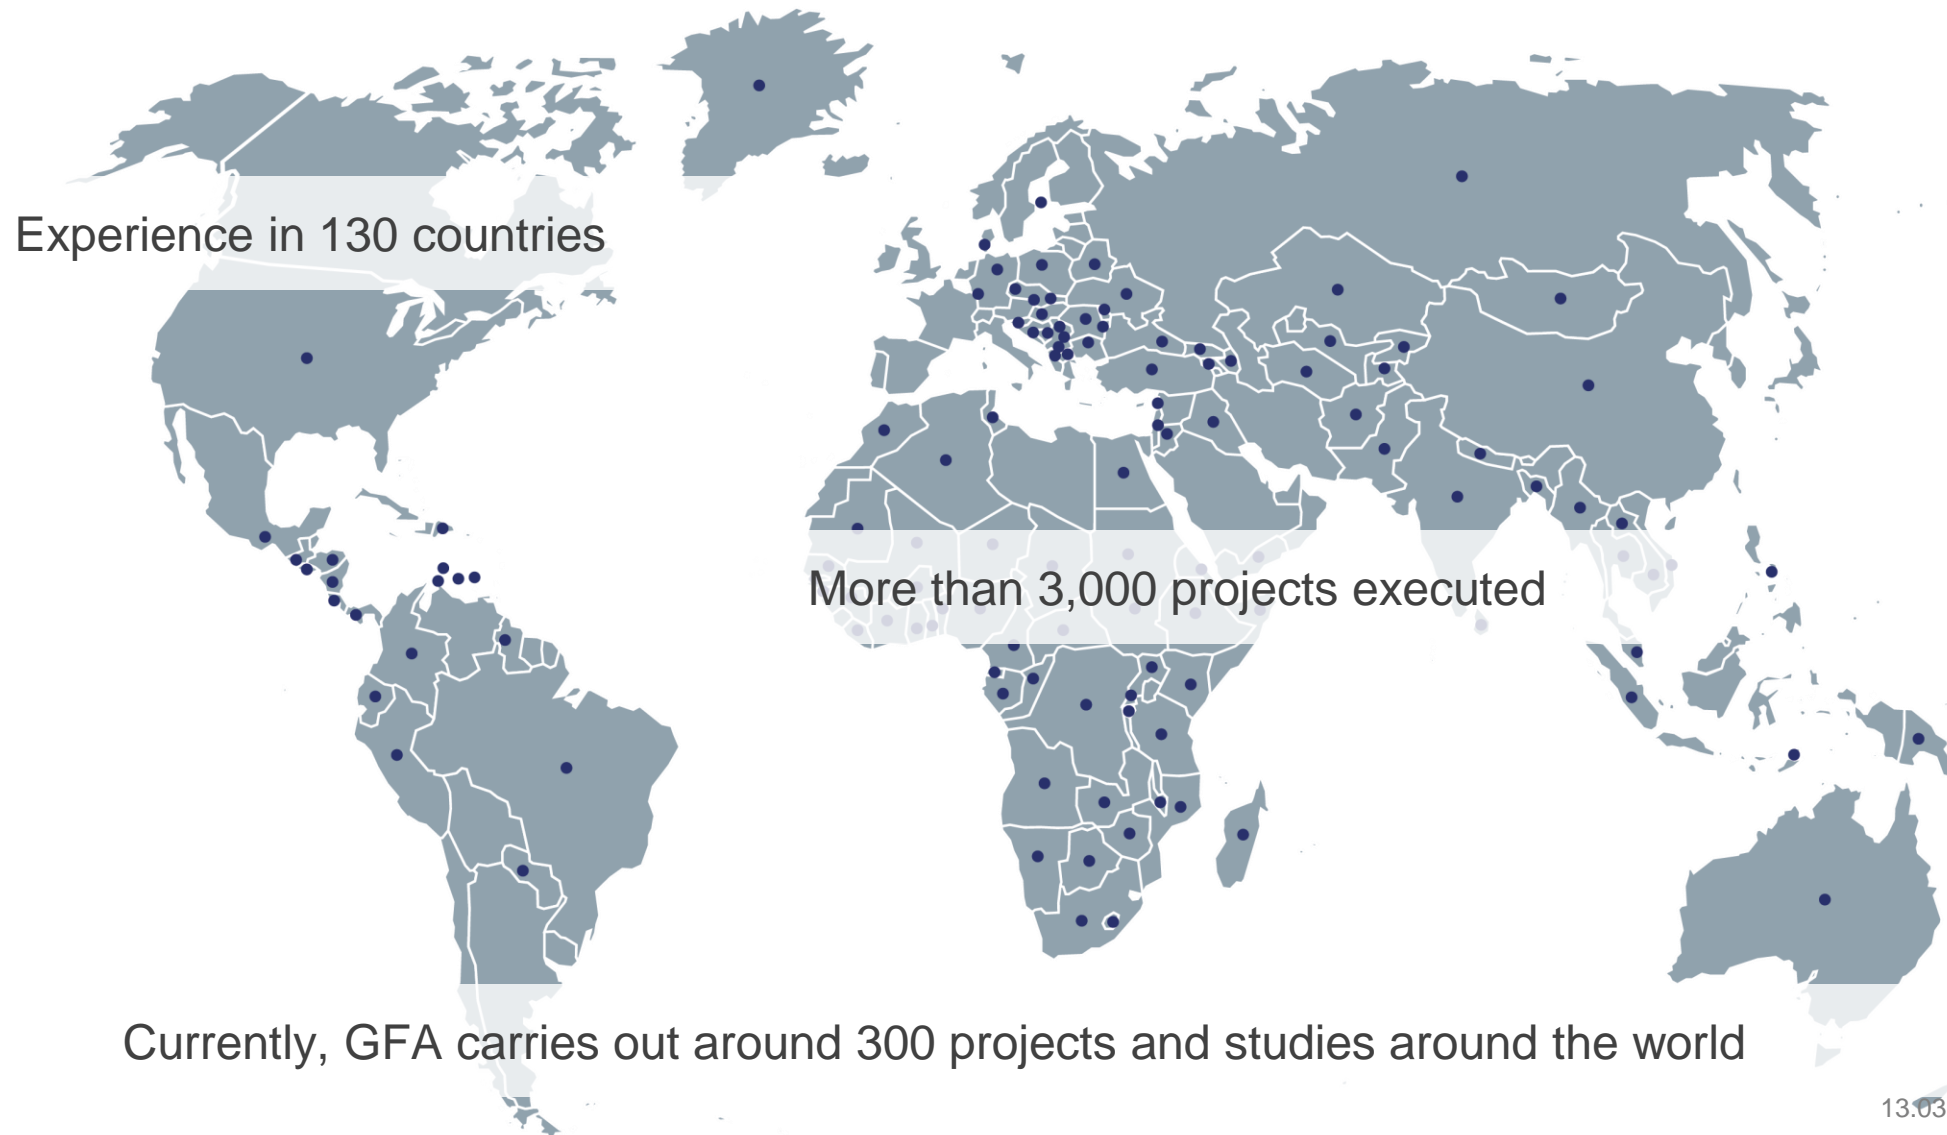 Experience in 130 countries
More than 3,000 projects executed
Currently, GFA carries out around 300 projects and studies around the world
13.03